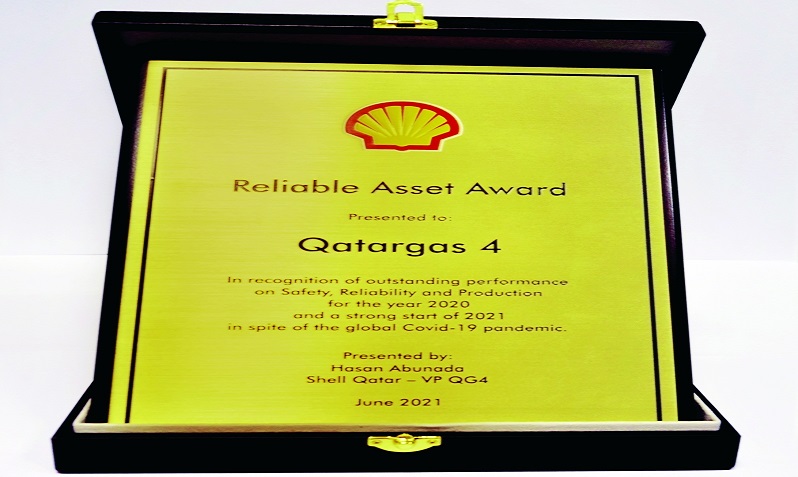 Reliable Asset Award
Presented to:
Qatargas 4
In recognition of outstanding performance
on Safety, Reliability and Production
for the year 2020
and a strong start of 2021
in spite of the global Covid-19 pandemic.
Presented by:
Hasan Abunada
Shell Qatar – VP QG4
June 2021